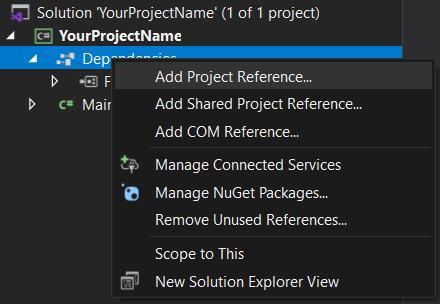 Solution 'YourProjectName' (1 of 1 project)
C# YourProjectName
Dependencies
F
C# Main
Add Project Reference...
Add Shared Project Reference...
Add COM Reference...
Manage Connected Services
Manage NuGet Packages...
Remove Unused References...
Scope to This
New Solution Explorer View